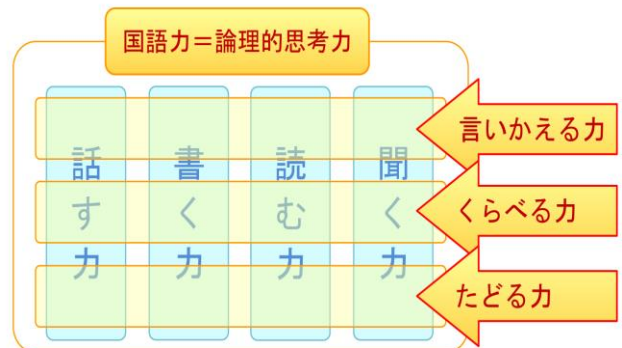 国語力＝論理的思考力
話す力
書く力
読む力
聞く力
言いかえる力
くらべる力
たどる力